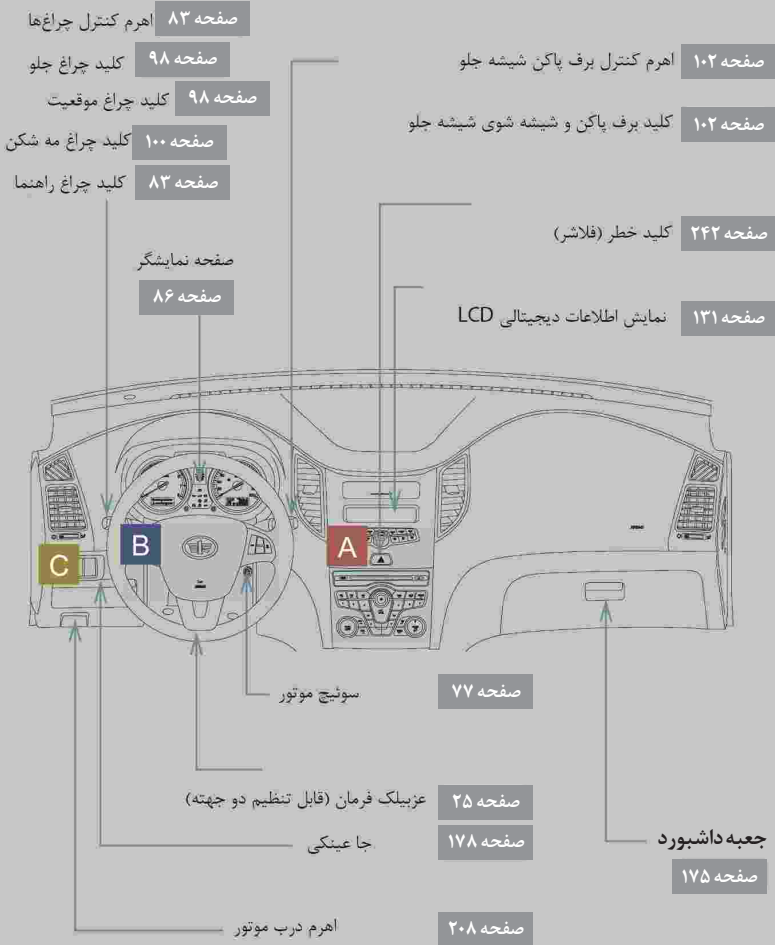 اهرم کنترل چراغ‌ها صفحه ۸۳
کلید چراغ جلو صفحه ۹۸
کلید چراغ موقعیت صفحه ۹۸
کلید چراغ مه شکن صفحه ۱۰۰
کلید چراغ راهنما صفحه ۸۳
صفحه نمایشگر
صفحه ۸۶
اهرم کنترل برف پاکن شیشه جلو صفحه ۱۰۲
کلید برف پاکن و شیشه شوی شیشه جلو صفحه ۱۰۲
کلید خطر (فلاشر) صفحه ۲۴۲
نمایش اطلاعات دیجیتالی LCD صفحه ۱۳۱
A
B
C
سوئیچ موتور صفحه ۷۷
عزبیلک فرمان (قابل تنظیم دو جهته) صفحه ۲۵
جا عینکی صفحه ۱۷۸
جعبه داشبورد
صفحه ۱۷۵
اهرم درب موتور صفحه ۲۰۸